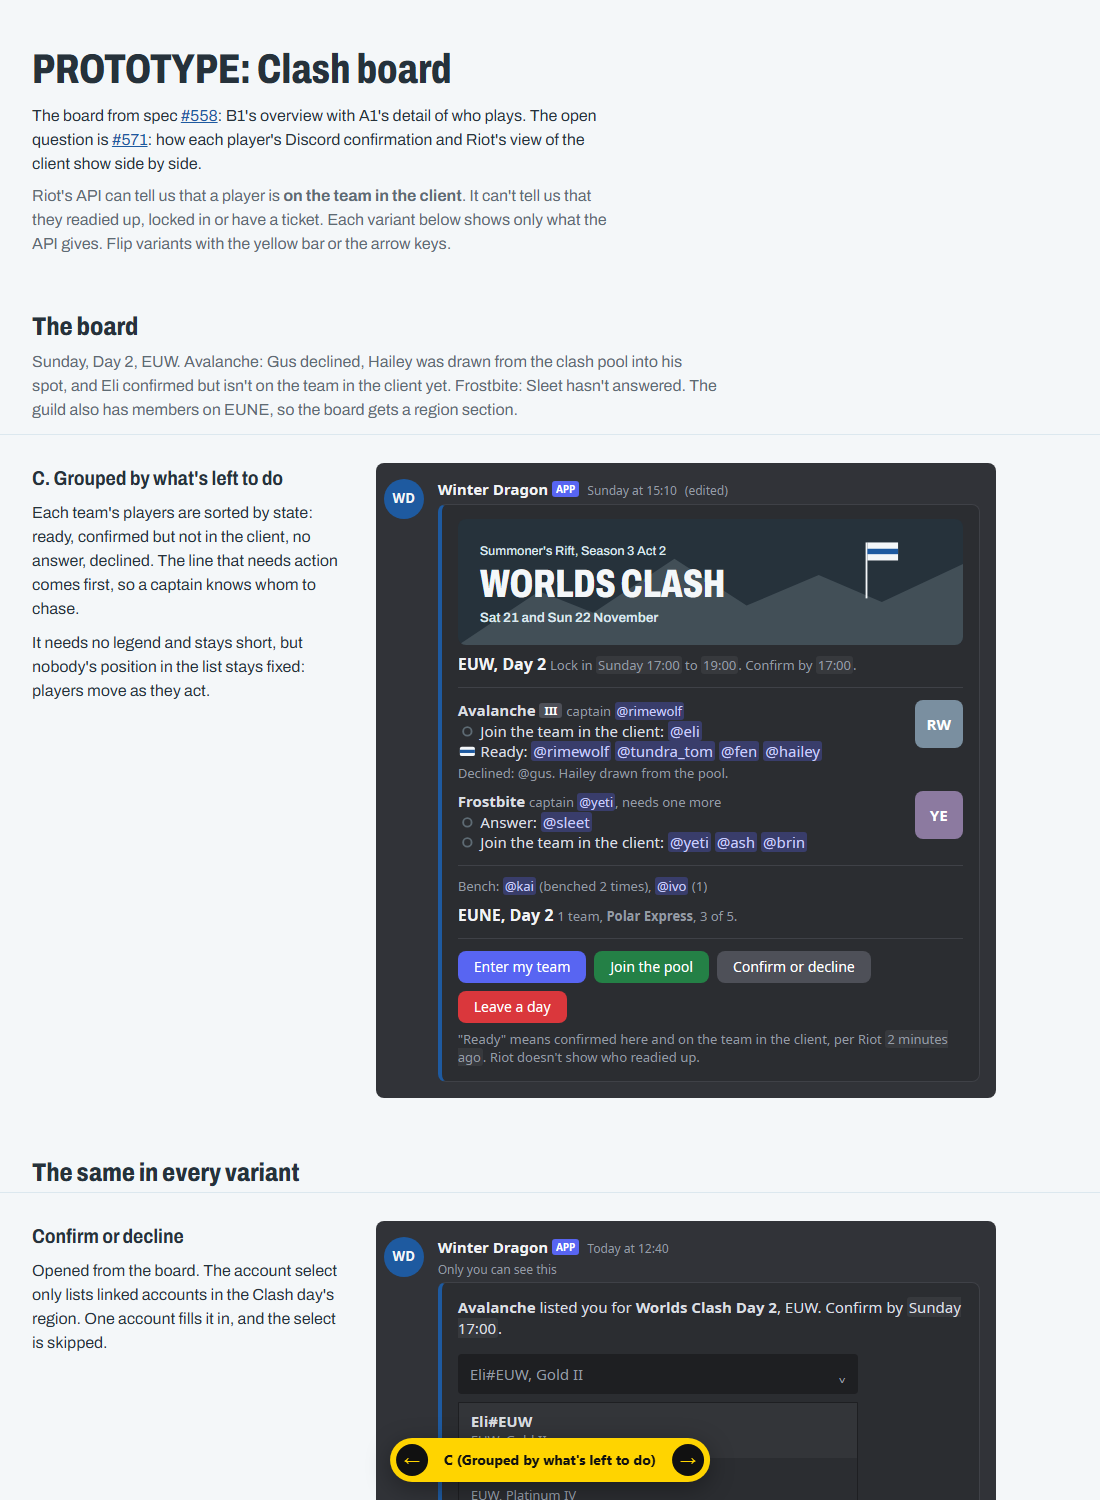 PROTOTYPE: Clash board
The board from spec #558: B1's overview with A1's detail of who plays. The open
question is #571: how each player's Discord confirmation and Riot's view of the
client show side by side.
Riot's API can tell us that a player is on the team in the client. It can't tell us that
they readied up, locked in or have a ticket. Each variant below shows only what the
API gives. Flip variants with the yellow bar or the arrow keys.
The board
Sunday, Day 2, EUW. Avalanche: Gus declined, Hailey was drawn from the clash pool into his
spot, and Eli confirmed but isn't on the team in the client yet. Frostbite: Sleet hasn't answered. The
guild also has members on EUNE, so the board gets a region section.
C. Grouped by what's left to do
Each team's players are sorted by state:
ready, confirmed but not in the client, no
answer, declined. The line that needs action
comes first, so a captain knows whom to
chase.
It needs no legend and stays short, but
nobody's position in the list stays fixed:
players move as they act.
WD
Winter Dragon APP Sunday at 15:10 (edited)
Summoner's Rift, Season 3 Act 2
WORLDS CLASH
Sat 21 and Sun 22 November
EUW, Day 2 Lock in Sunday 17:00 to 19:00. Confirm by 17:00.
Avalanche III captain @rimewolf
RW
Join the team in the client: @eli
Ready: @rimewolf @tundra_tom @fen @hailey
Declined: @gus. Hailey drawn from the pool.
Frostbite captain @yeti, needs one more
YE
Answer: @sleet
Join the team in the client: @yeti @ash @brin
Bench: @kai (benched 2 times), @ivo (1)
EUNE, Day 2 1 team, Polar Express, 3 of 5.
Enter my team Join the pool Confirm or decline
Leave a day
"Ready" means confirmed here and on the team in the client, per Riot 2 minutes
ago. Riot doesn't show who readied up.
The same in every variant
Confirm or decline
Opened from the board. The account select
only lists linked accounts in the Clash day's
region. One account fills it in, and the select
is skipped.
WD
Winter Dragon APP Today at 12:40
Only you can see this
Avalanche listed you for Worlds Clash Day 2, EUW. Confirm by Sunday
17:00.
Eli#EUW, Gold II
Eli#EUW
← C (Grouped by what's left to do) →
EUW, Platinum IV